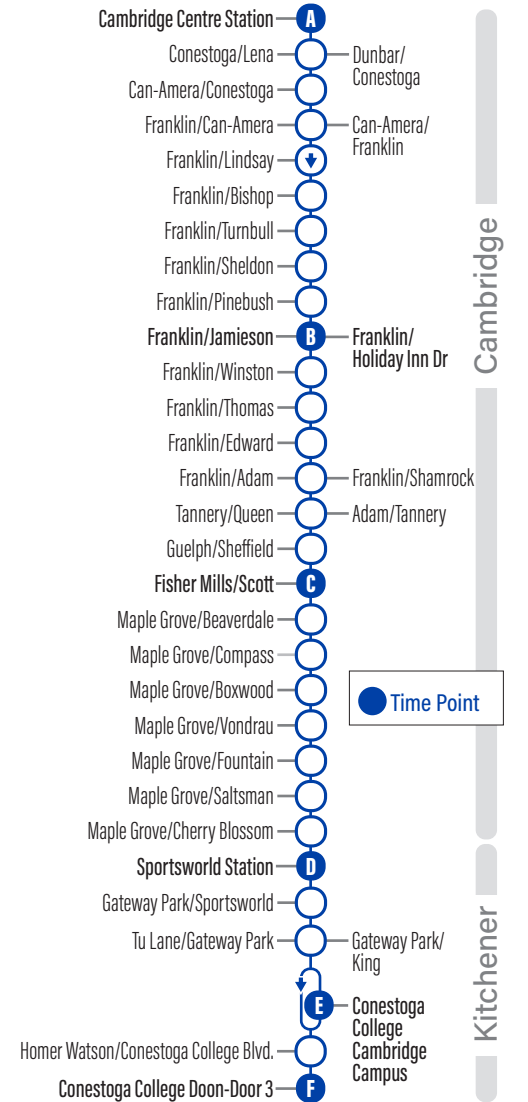 Cambridge Centre Station A
Conestoga/Lena Dunbar/
Conestoga
Can-Amera/Conestoga
Franklin/Can-Amera Can-Amera/
Franklin
Franklin/Lindsay
Franklin/Bishop
Franklin/Turnbull
Franklin/Sheldon
Franklin/Pinebush
Franklin/Jamieson B Franklin/
Holiday Inn Dr
Franklin/Winston
Franklin/Thomas
Franklin/Edward
Franklin/Adam Franklin/Shamrock
Tannery/Queen Adam/Tannery
Guelph/Sheffield
Fisher Mills/Scott C
Maple Grove/Beaverdale
Maple Grove/Compass
Maple Grove/Boxwood
Maple Grove/Vondrau
Maple Grove/Fountain
Maple Grove/Saltsman
Maple Grove/Cherry Blossom
Sportsworld Station D
Gateway Park/Sportsworld
Tu Lane/Gateway Park Gateway Park/
King
E Conestoga
College
Cambridge
Campus
Homer Watson/Conestoga College Blvd.
Conestoga College Doon-Door 3 F
Cambridge
Time Point
Kitchener